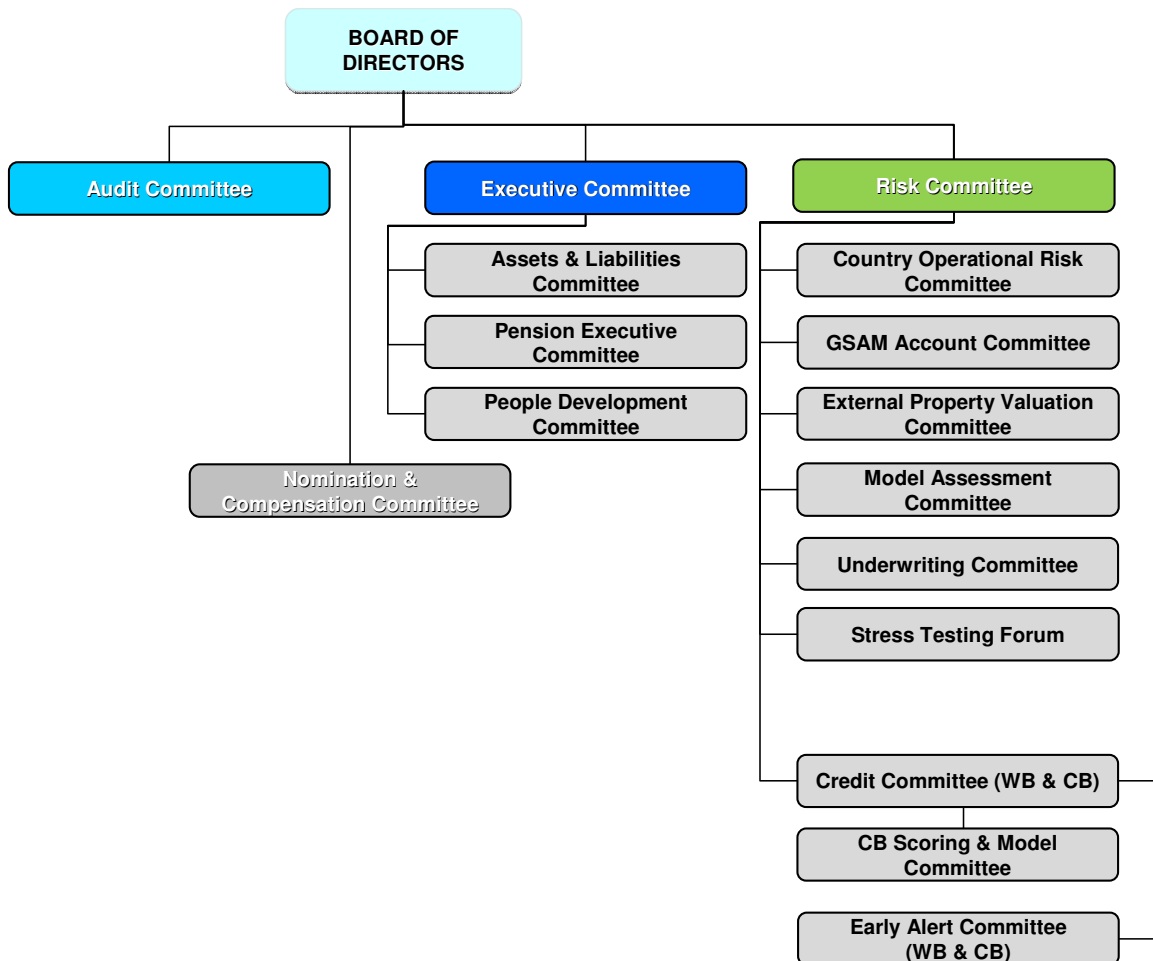 BOARD OF
DIRECTORS
Audit Committee
Executive Committee
Risk Committee
Assets & Liabilities
Committee
Pension Executive
Committee
People Development
Committee
Nomination &
Compensation Committee
Country Operational Risk
Committee
GSAM Account Committee
External Property Valuation
Committee
Model Assessment
Committee
Underwriting Committee
Stress Testing Forum
Credit Committee (WB & CB)
CB Scoring & Model
Committee
Early Alert Committee
(WB & CB)